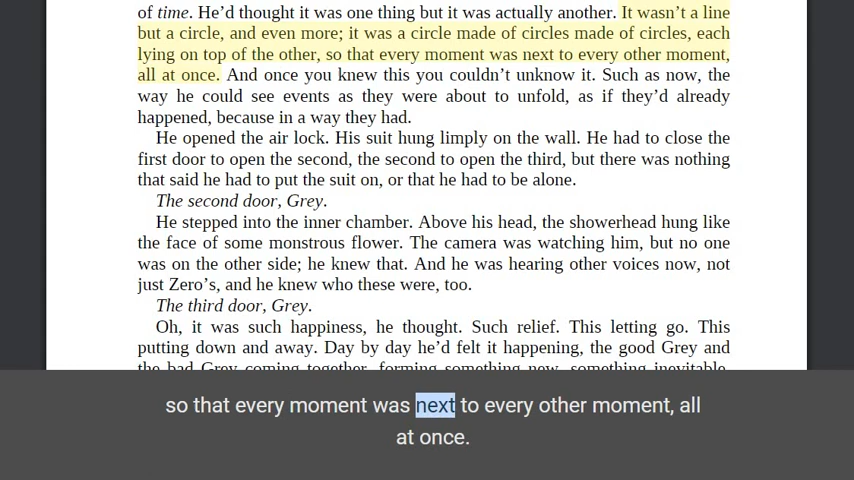 of time. He’d thought it was one thing but it was actually another. It wasn’t a line
but a circle, and even more; it was a circle made of circles made of circles, each
lying on top of the other, so that every moment was next to every other moment,
all at once. And once you knew this you couldn’t unknow it. Such as now, the
way he could see events as they were about to unfold, as if they’d already
happened, because in a way they had.
He opened the air lock. His suit hung limply on the wall. He had to close the
first door to open the second, the second to open the third, but there was nothing
that said he had to put the suit on, or that he had to be alone.
The second door, Grey.
He stepped into the inner chamber. Above his head, the showerhead hung like
the face of some monstrous flower. The camera was watching him, but no one
was on the other side; he knew that. And he was hearing other voices now, not
just Zero’s, and he knew who these were, too.
The third door, Grey.
Oh, it was such happiness, he thought. Such relief. This letting go. This
putting down and away. Day by day he’d felt it happening, the good Grey and
the bad Grey coming together, forming something new, something inevitable.
so that every moment was next to every other moment, all
at once.